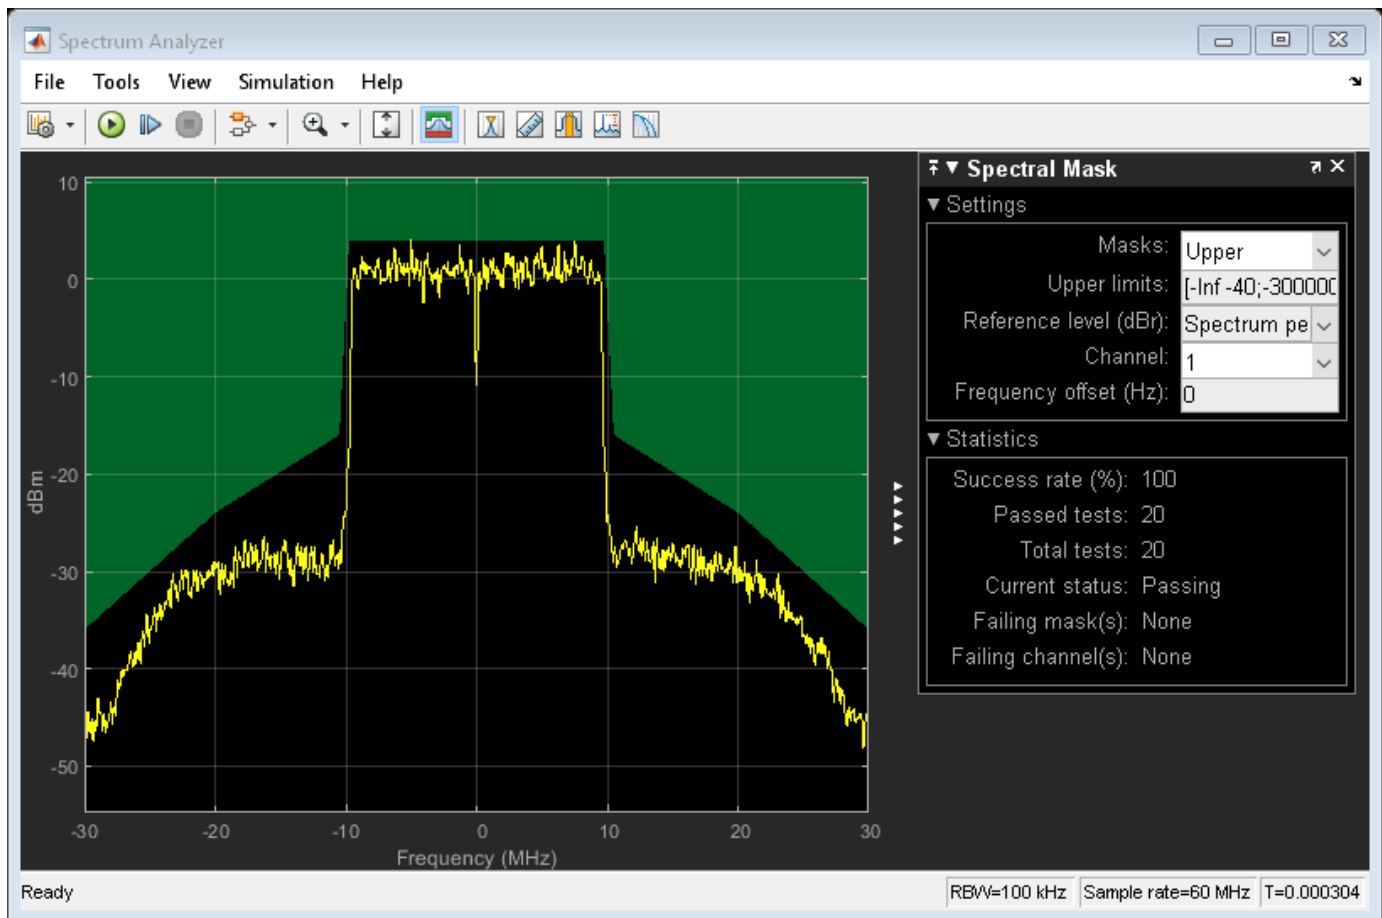 Spectrum Analyzer
File Tools View Simulation Help
Spectral Mask
Settings
Masks: Upper
Upper limits: [-Inf -40;-300000
Reference level (dBr): Spectrum pe
Channel: 1
Frequency offset (Hz): 0
Statistics
Success rate (%): 100
Passed tests: 20
Total tests: 20
Current status: Passing
Failing mask(s): None
Failing channel(s): None
10
0
-10
-20
-30
-40
-50
dBm
-30 -20 -10 0 10 20 30
Frequency (MHz)
Ready RBW=100 kHz Sample rate=60 MHz T=0.000304